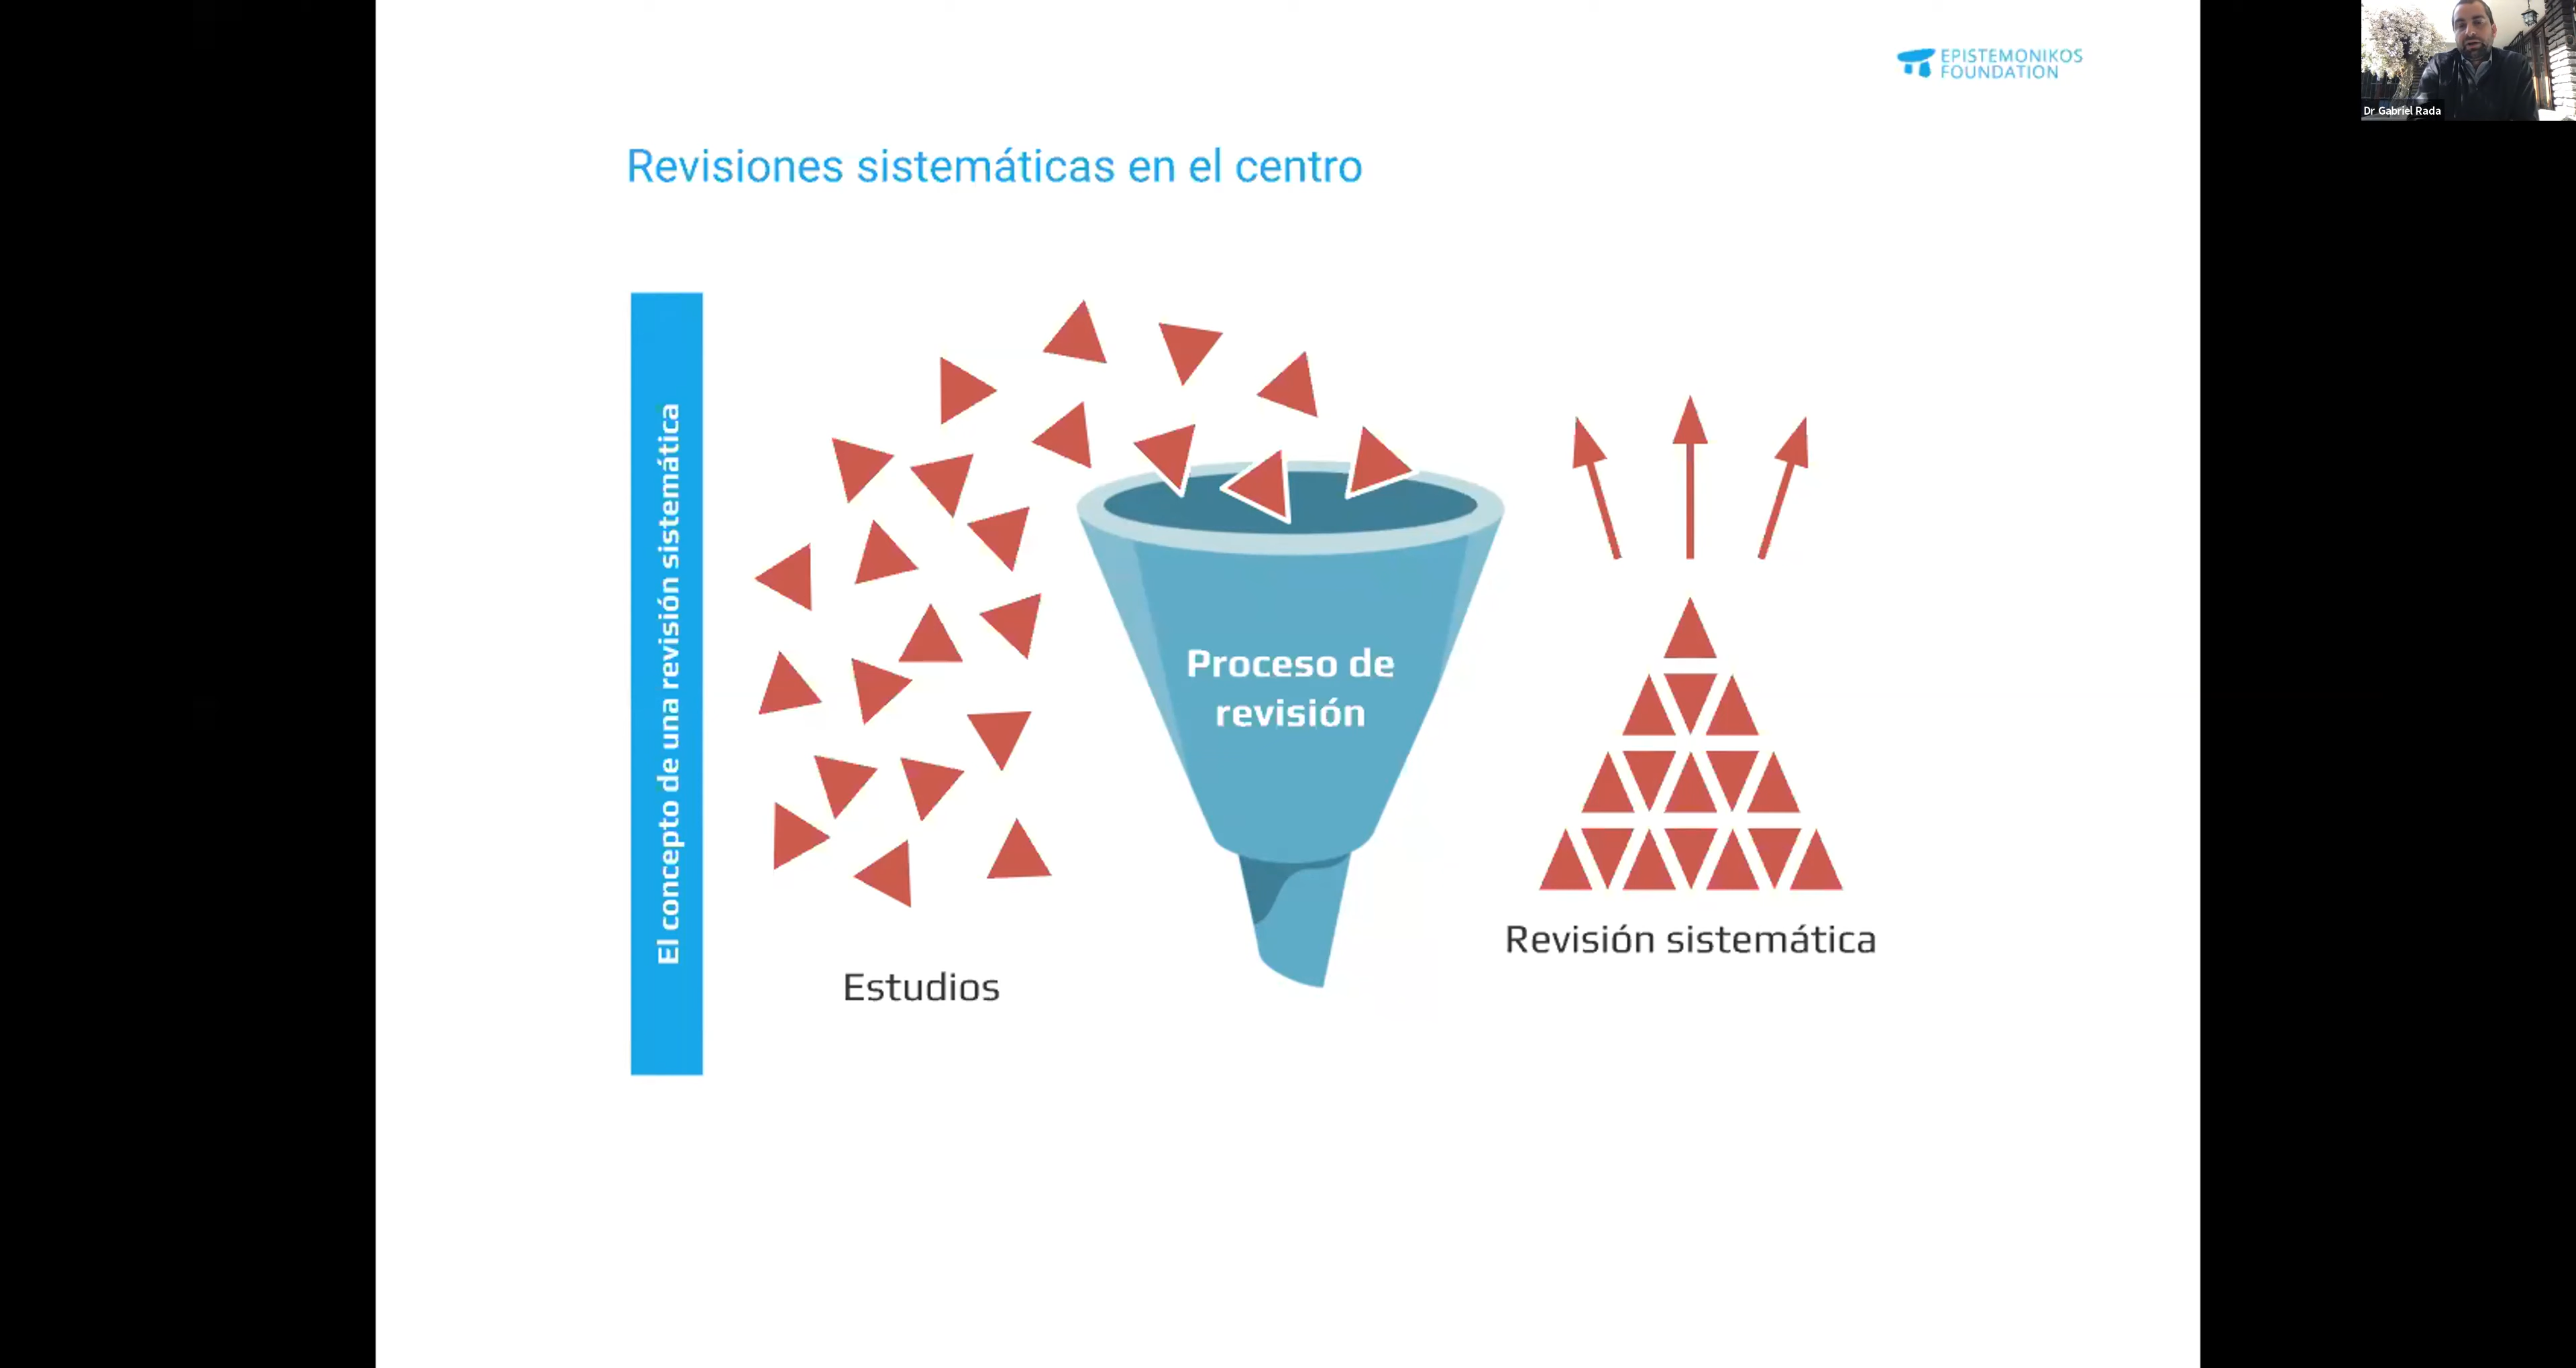 EPISTEMONIKOS
FOUNDATION
Dr Gabriel Rada
Revisiones sistemáticas en el centro
El concepto de una revisión sistemática
Proceso de
revisión
Estudios
Revisión sistemática